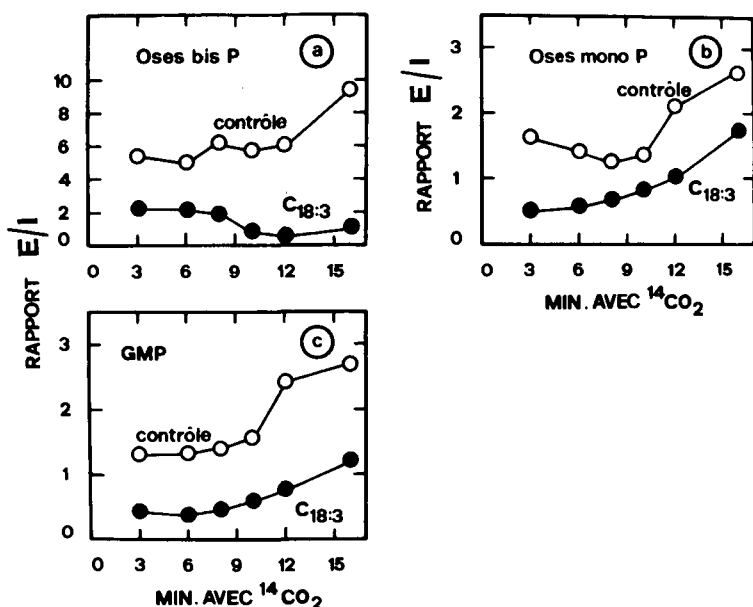 Oses bis P
a
contrôle
C18:3
10
8
6
4
2
0
0 3 6 9 12 15
RAPPORT E/I
Oses mono P
b
contrôle
C18:3
3
2
1
0
0 3 6 9 12 15
RAPPORT E/I
MIN. AVEC 14CO2
GMP
c
contrôle
C18:3
3
2
1
0
0 3 6 9 12 15
MIN. AVEC 14CO2